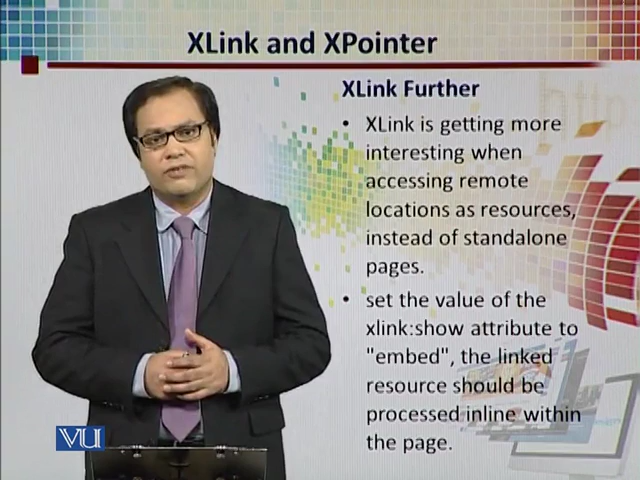 XLink and XPointer
XLink Further
• XLink is getting more
interesting when
accessing remote
locations as resources,
instead of standalone
pages.
• set the value of the
xlink:show attribute to
"embed", the linked
resource should be
processed inline within
the page.
VU
http